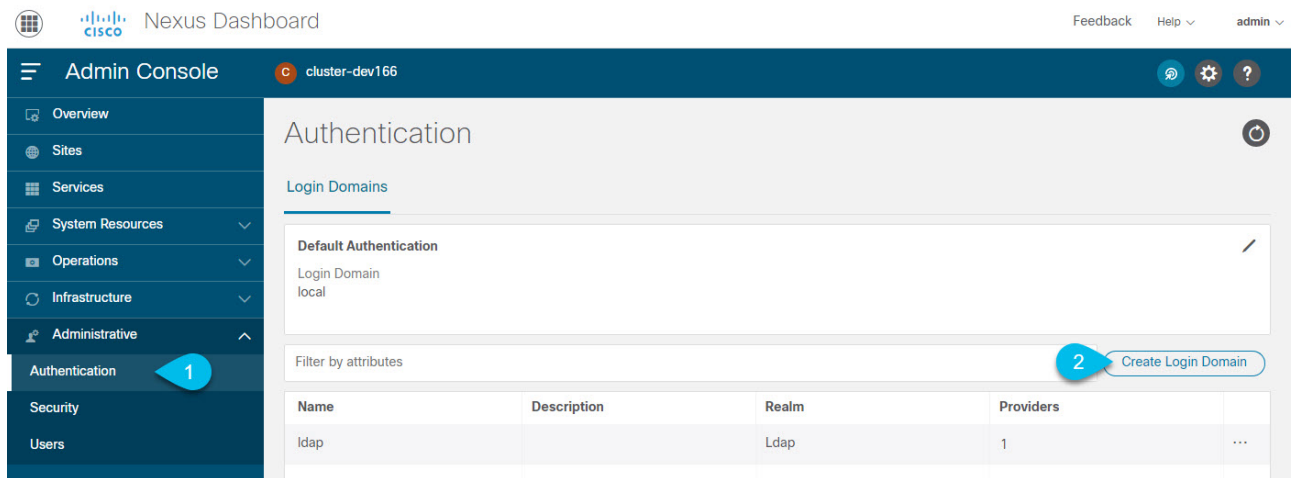 CISCO Nexus Dashboard Feedback Help admin
Admin Console C cluster-dev166 ?
Overview
Sites
Services
System Resources
Operations
Infrastructure
Administrative
Authentication 1
Security
Users
Authentication
Login Domains
Default Authentication
Login Domain
local
Filter by attributes 2 Create Login Domain
Name Description Realm Providers
ldap Ldap 1 ...